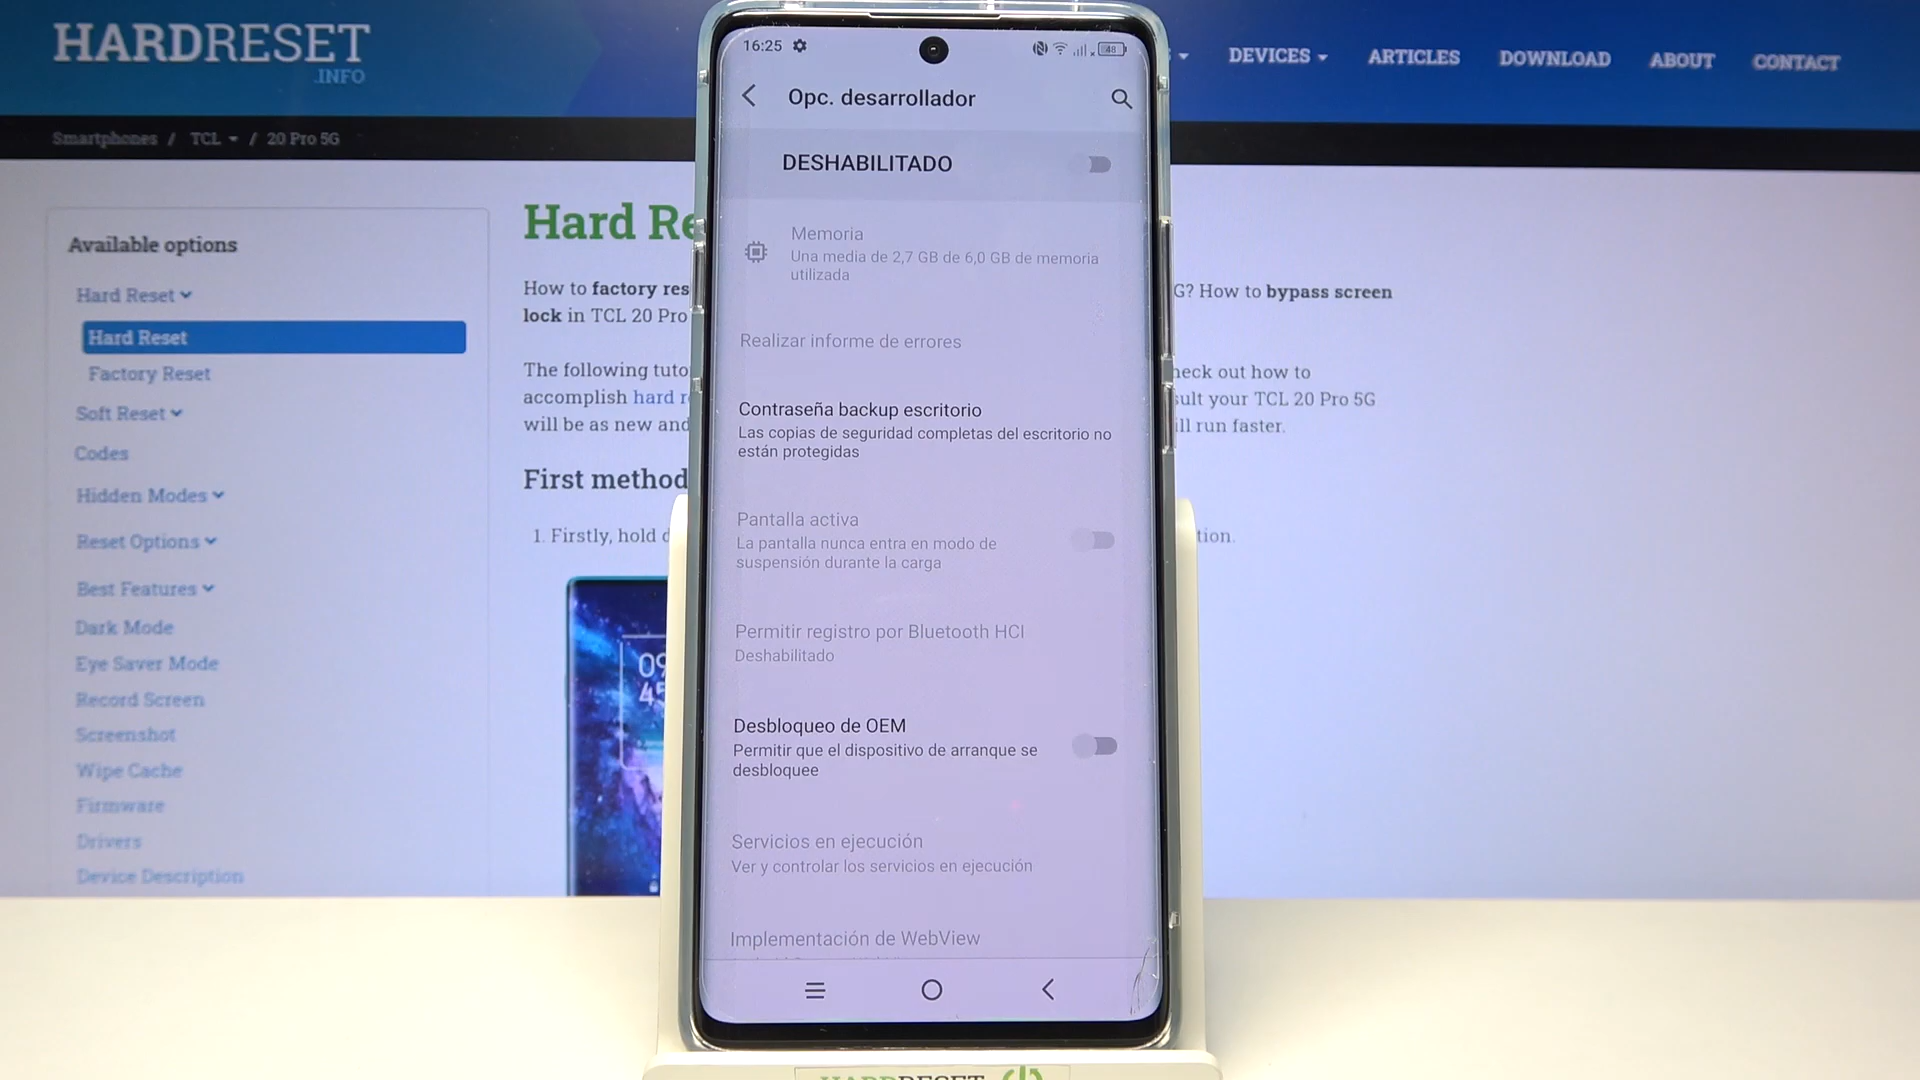 HARDRESET
.INFO
DEVICES
ARTICLES
DOWNLOAD
ABOUT
CONTACT
Smartphones / TCL / 20 Pro 5G
Available options
Hard Reset
Hard Reset
Factory Reset
Soft Reset
Codes
Hidden Modes
Reset Options
Best Features
Dark Mode
Eye Saver Mode
Record Screen
Screenshot
Wipe Cache
Firmware
Drivers
Device Description
Hard Re
How to factory res
G? How to bypass screen
lock in TCL 20 Pro
The following tuto
heck out how to
accomplish hard r
sult your TCL 20 Pro 5G
will be as new and
ill run faster.
First method
1. Firstly, hold d
tion.
09
45
16:25
48
Opc. desarrollador
DESHABILITADO
Memoria
Una media de 2,7 GB de 6,0 GB de memoria
utilizada
Realizar informe de errores
Contraseña backup escritorio
Las copias de seguridad completas del escritorio no
están protegidas
Pantalla activa
La pantalla nunca entra en modo de
suspensión durante la carga
Permitir registro por Bluetooth HCI
Deshabilitado
Desbloqueo de OEM
Permitir que el dispositivo de arranque se
desbloquee
Servicios en ejecución
Ver y controlar los servicios en ejecución
Implementación de WebView
HARDRESET